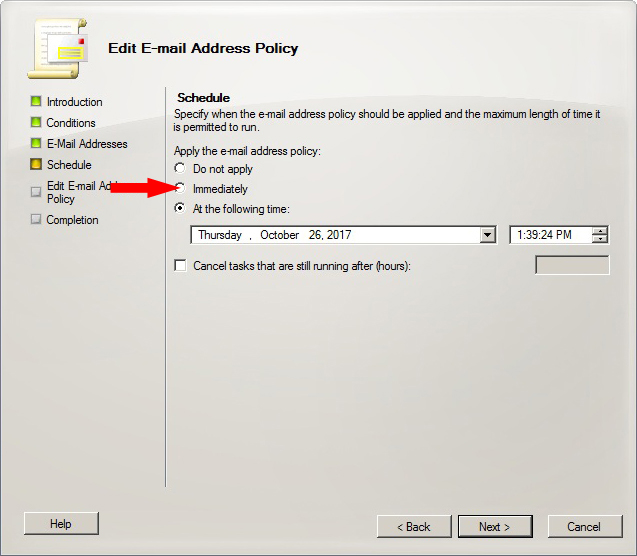 Edit E-mail Address Policy
Introduction
Conditions
E-Mail Addresses
Schedule
Edit E-mail
Policy
Completion
Schedule
Specify when the e-mail address policy should be applied and the maximum length of time it
is permitted to run.
Apply the e-mail address policy:
Do not apply
Immediately
At the following time:
Thursday , October 26, 2017
1:39:24 PM
Cancel tasks that are still running after (hours):
Help
< Back
Next >
Cancel